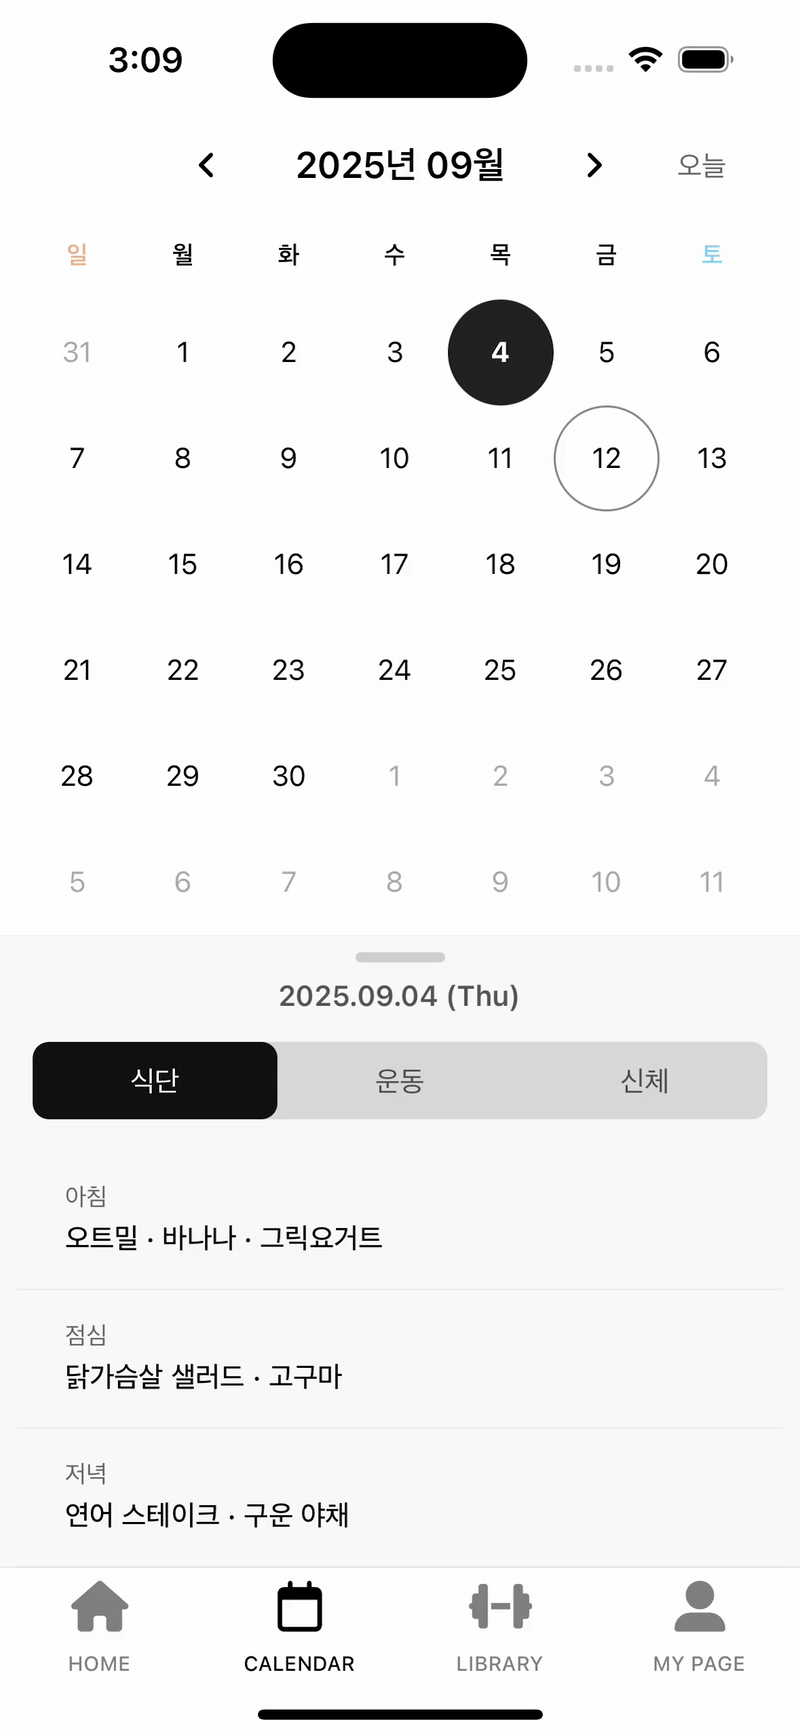 3:09
2025년 09월 오늘
일 월 화 수 목 금 토
31 1 2 3 4 5 6
7 8 9 10 11 12 13
14 15 16 17 18 19 20
21 22 23 24 25 26 27
28 29 30 1 2 3 4
5 6 7 8 9 10 11
2025.09.04 (Thu)
식단 운동 신체
아침
오트밀 · 바나나 · 그릭요거트
점심
닭가슴살 샐러드 · 고구마
저녁
연어 스테이크 · 구운 야채
HOME CALENDAR LIBRARY MY PAGE